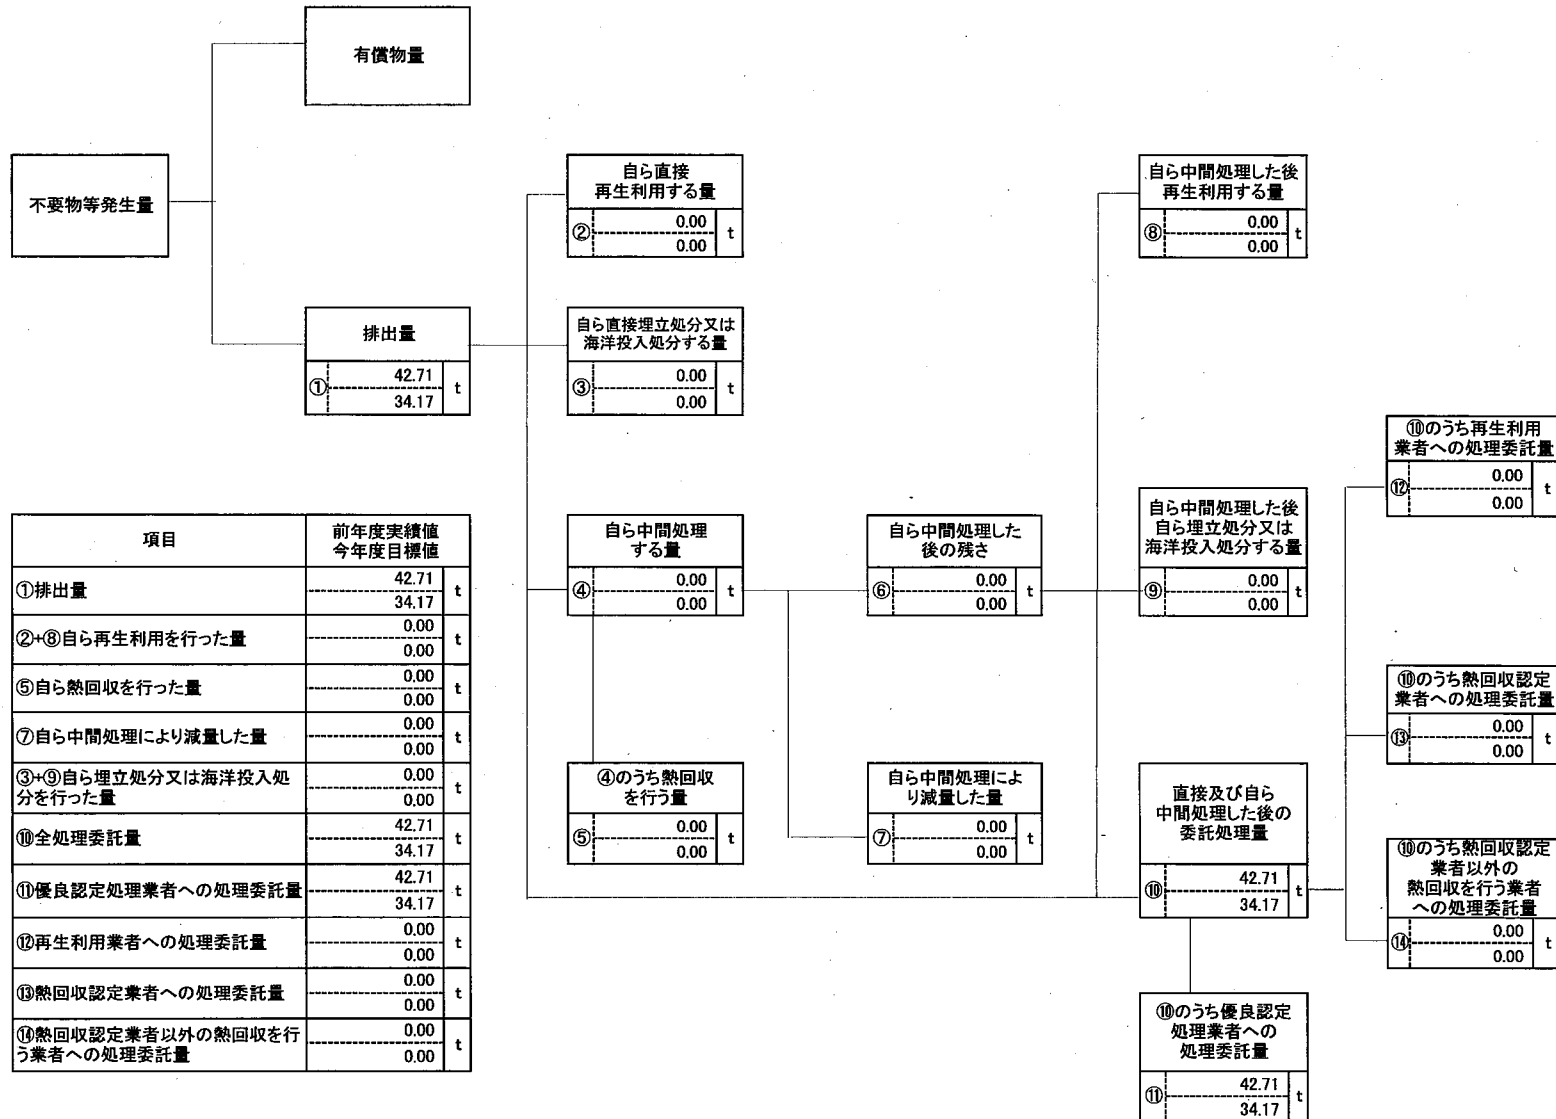 有償物量
不要物等発生量
排出量
① 42.71 t
34.17
自ら直接
再生利用する量
② 0.00 t
0.00
自ら直接埋立処分又は
海洋投入処分する量
③ 0.00 t
0.00
自ら中間処理
する量
④ 0.00 t
0.00
④のうち熱回収
を行う量
⑤ 0.00 t
0.00
自ら中間処理した
後の残さ
⑥ 0.00 t
0.00
自ら中間処理によ
り減量した量
⑦ 0.00 t
0.00
自ら中間処理した後
再生利用する量
⑧ 0.00 t
0.00
自ら中間処理した後
自ら埋立処分又は
海洋投入処分する量
⑨ 0.00 t
0.00
直接及び自ら
中間処理した後の
委託処理量
⑩ 42.71 t
34.17
⑩のうち優良認定
処理業者への
処理委託量
⑪ 42.71 t
34.17
⑩のうち再生利用
業者への処理委託量
⑫ 0.00 t
0.00
⑩のうち熱回収認定
業者への処理委託量
⑬ 0.00 t
0.00
⑩のうち熱回収認定
業者以外の
熱回収を行う業者
への処理委託量
⑭ 0.00 t
0.00
項目 前年度実績値
今年度目標値
①排出量 42.71 t
34.17
②+⑧自ら再生利用を行った量 0.00 t
0.00
⑤自ら熱回収を行った量 0.00 t
0.00
⑦自ら中間処理により減量した量 0.00 t
0.00
③+⑨自ら埋立処分又は海洋投入処 0.00 t
分を行った量 0.00
⑩全処理委託量 42.71 t
34.17
⑪優良認定処理業者への処理委託量 42.71 t
34.17
⑫再生利用業者への処理委託量 0.00 t
0.00
⑬熱回収認定業者への処理委託量 0.00 t
0.00
⑭熱回収認定業者以外の熱回収を行 0.00 t
う業者への処理委託量 0.00